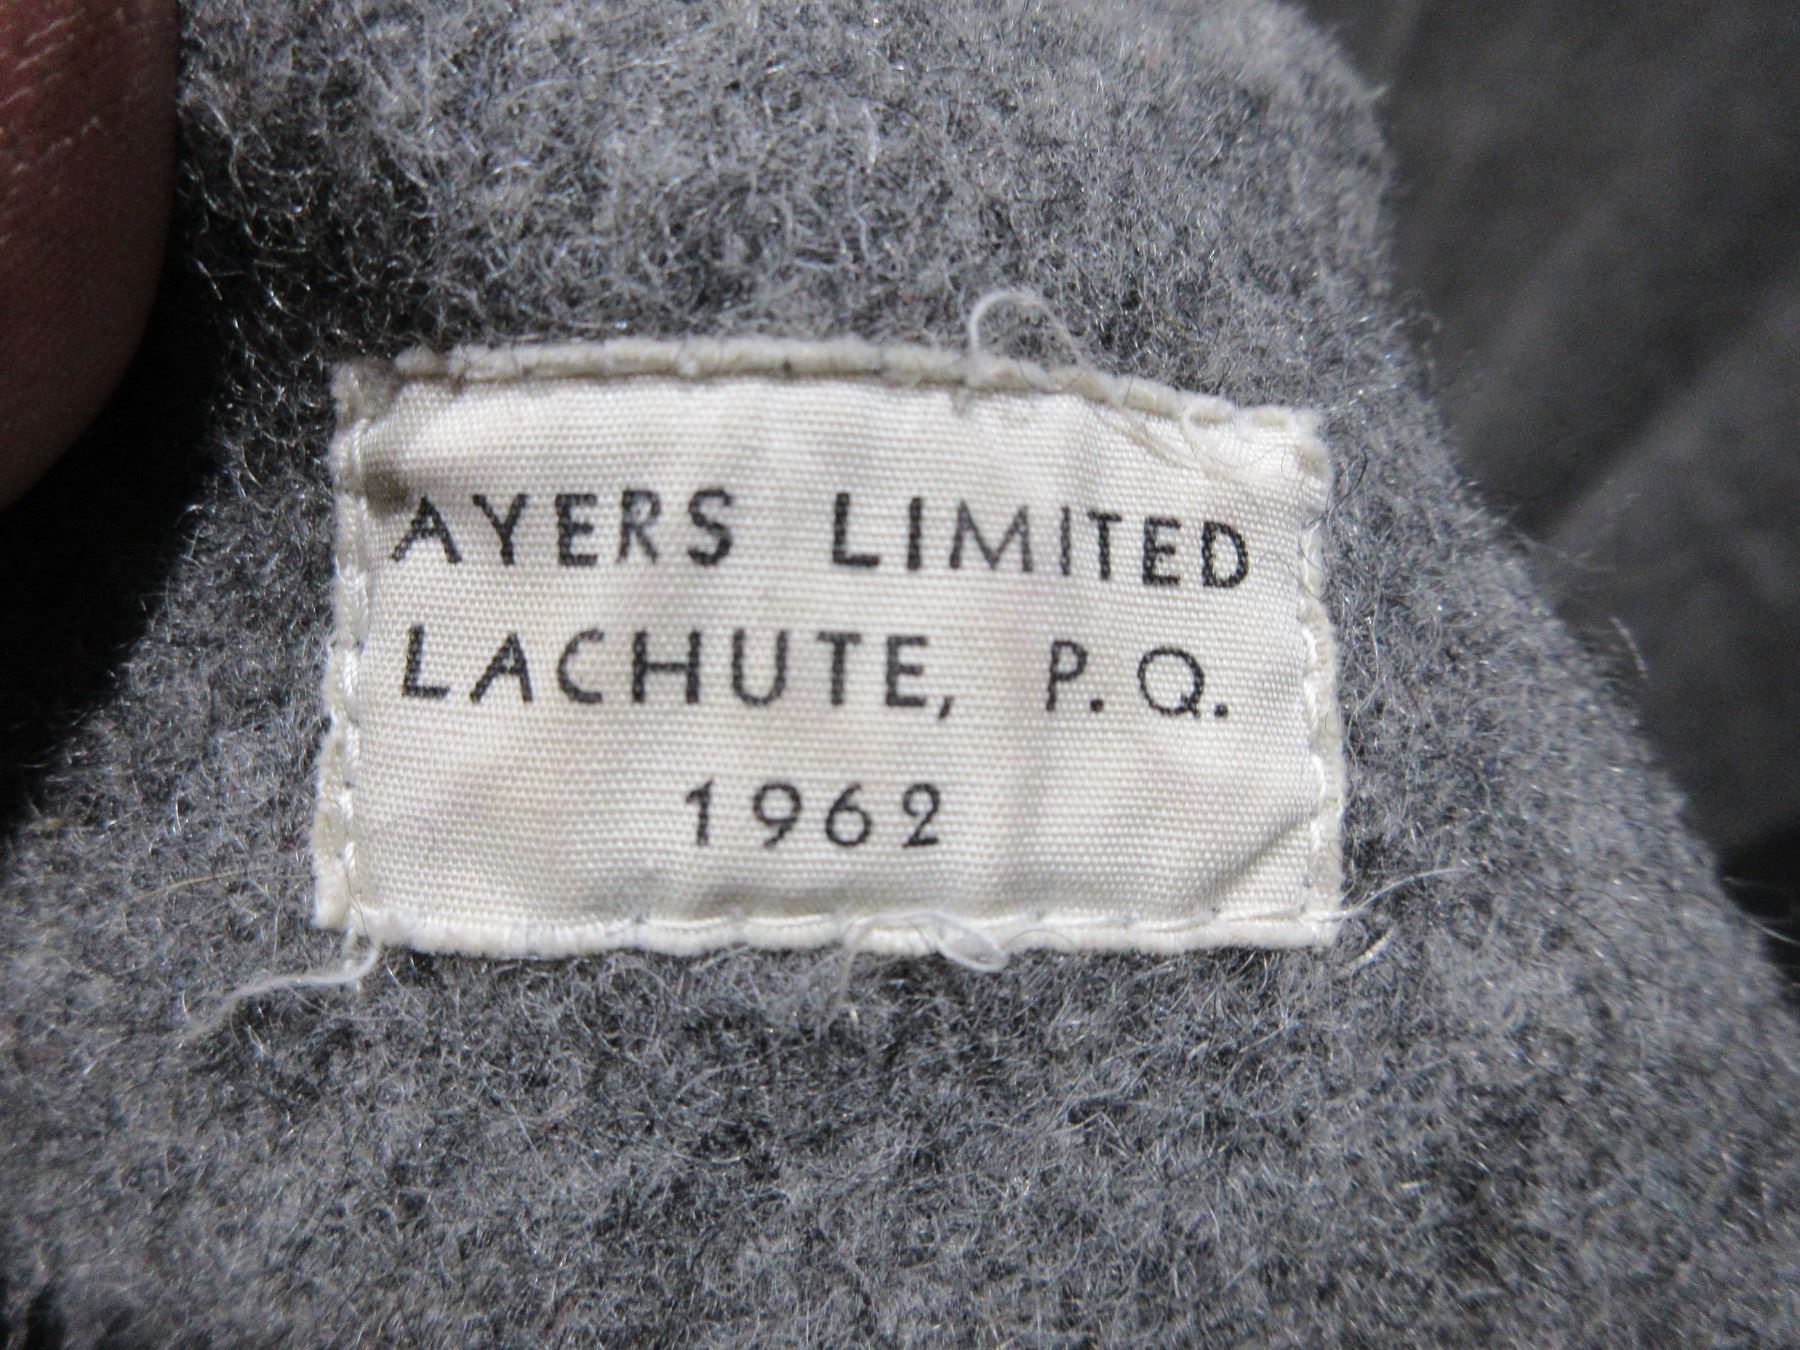 AYERS LIMITED
LACHUTE, P.Q.
1962